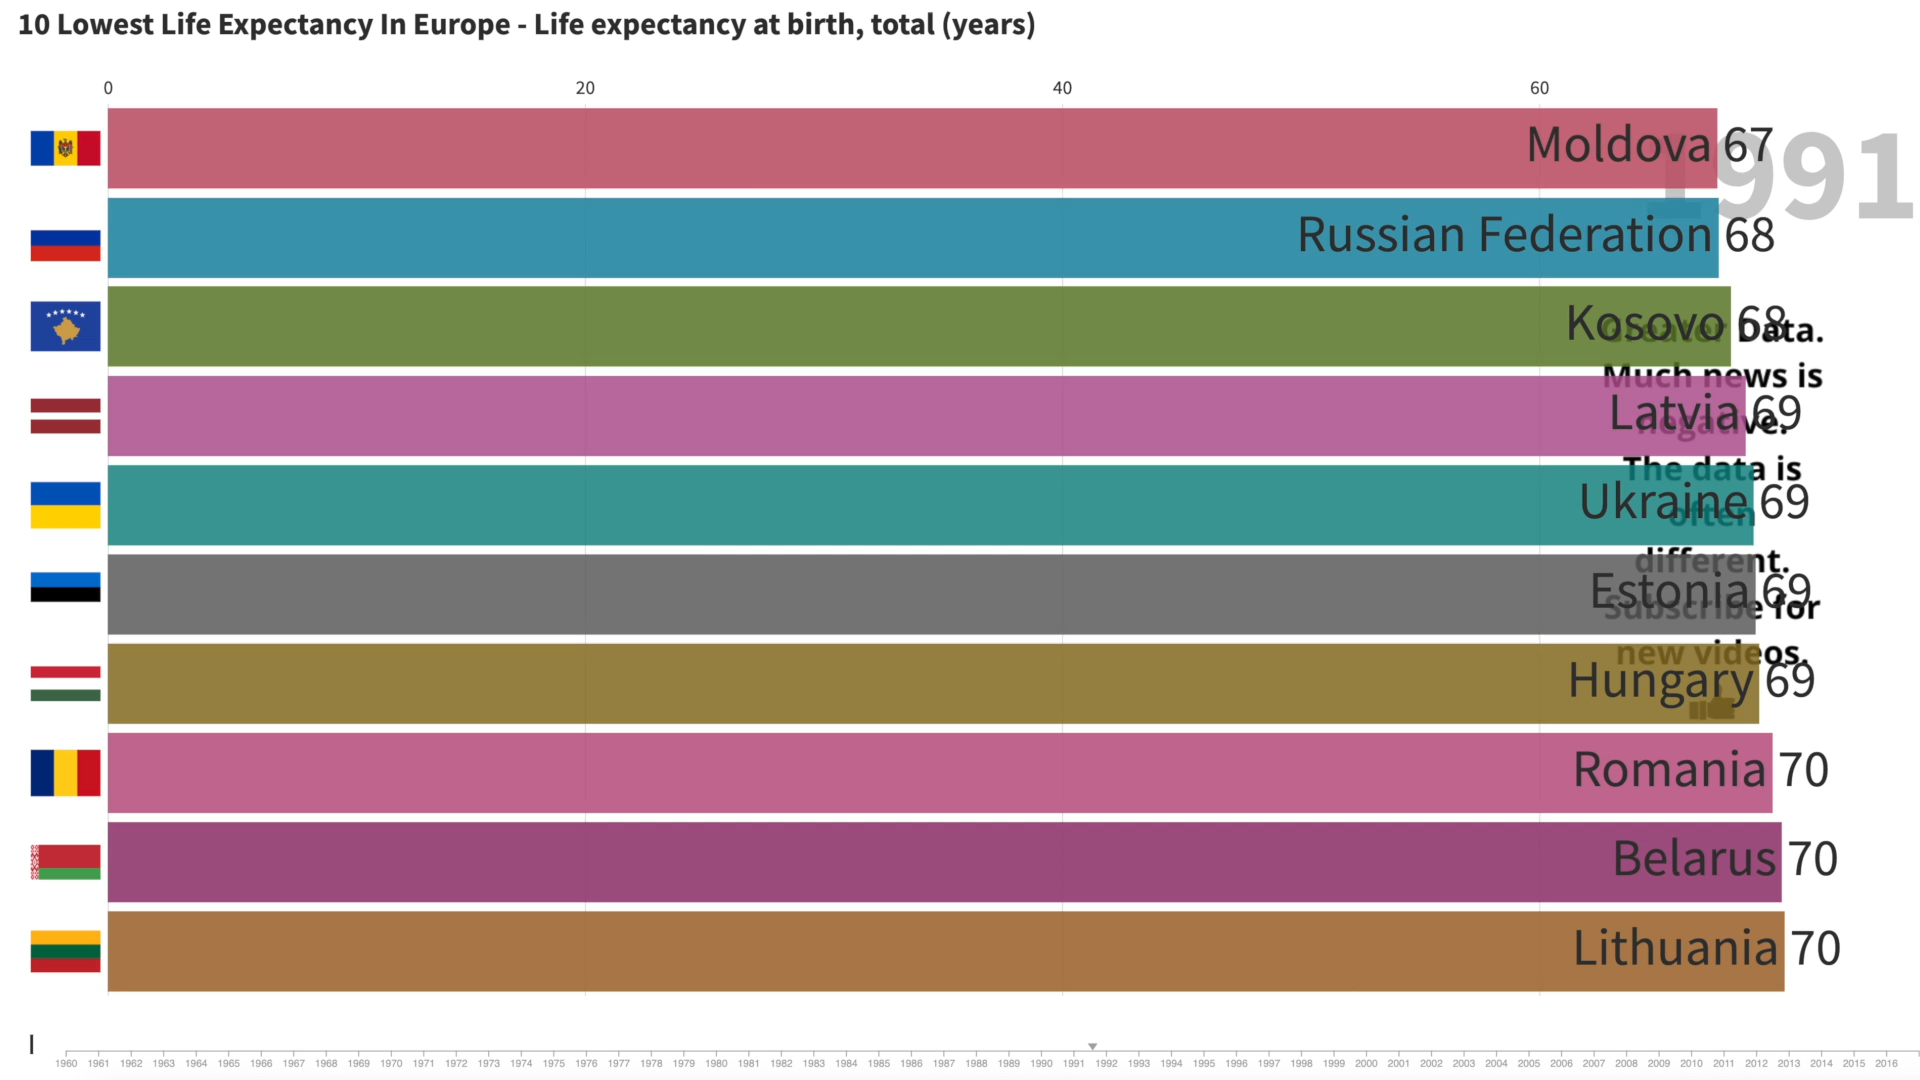 10 Lowest Life Expectancy In Europe - Life expectancy at birth, total (years)
0 20 40 60
Moldova 67
1991
Russian Federation 68
Kosovo 68
Greater Data.
Much news is
Latvia 69
negative.
The data is
Ukraine 69
often
different.
Estonia 69
Subscribe for
new videos.
Hungary 69
Romania 70
Belarus 70
Lithuania 70
1960 1961 1962 1963 1964 1965 1966 1967 1968 1969 1970 1971 1972 1973 1974 1975 1976 1977 1978 1979 1980 1981 1982 1983 1984 1985 1986 1987 1988 1989 1990 1991 1992 1993 1994 1995 1996 1997 1998 1999 2000 2001 2002 2003 2004 2005 2006 2007 2008 2009 2010 2011 2012 2013 2014 2015 2016